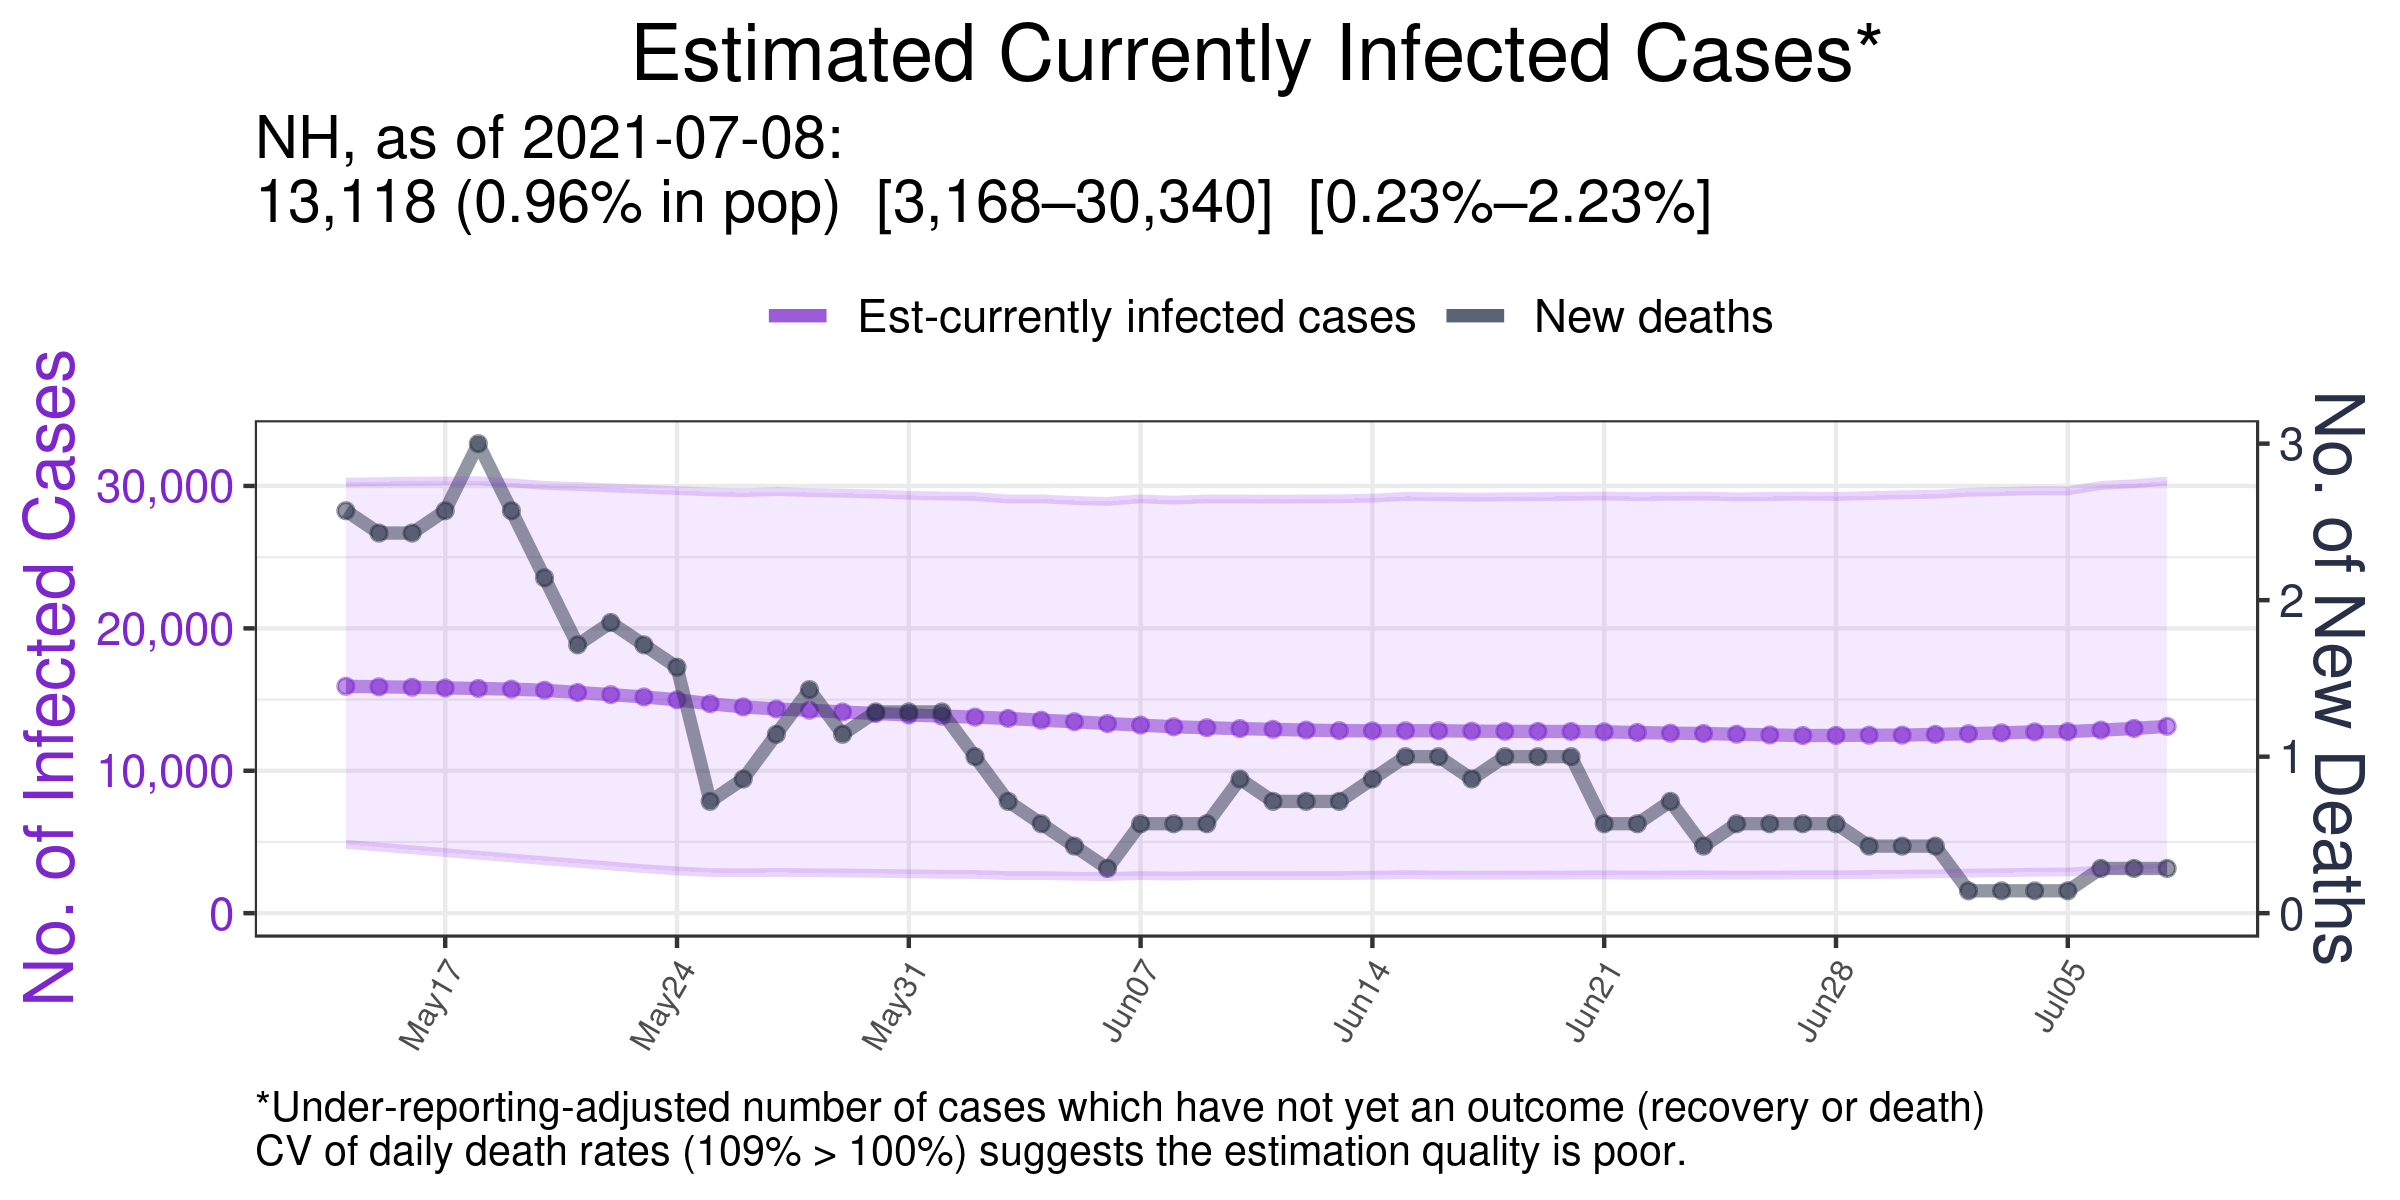 Estimated Currently Infected Cases*
NH, as of 2021-07-08:
13,118 (0.96% in pop)  [3,168–30,340]  [0.23%–2.23%]
Est-currently infected cases
New deaths
No. of Infected Cases
30,000
20,000
10,000
0
3
2
1
0
No. of New Deaths
May17
May24
May31
Jun07
Jun14
Jun21
Jun28
Jul05
*Under-reporting-adjusted number of cases which have not yet an outcome (recovery or death)
CV of daily death rates (109% > 100%) suggests the estimation quality is poor.